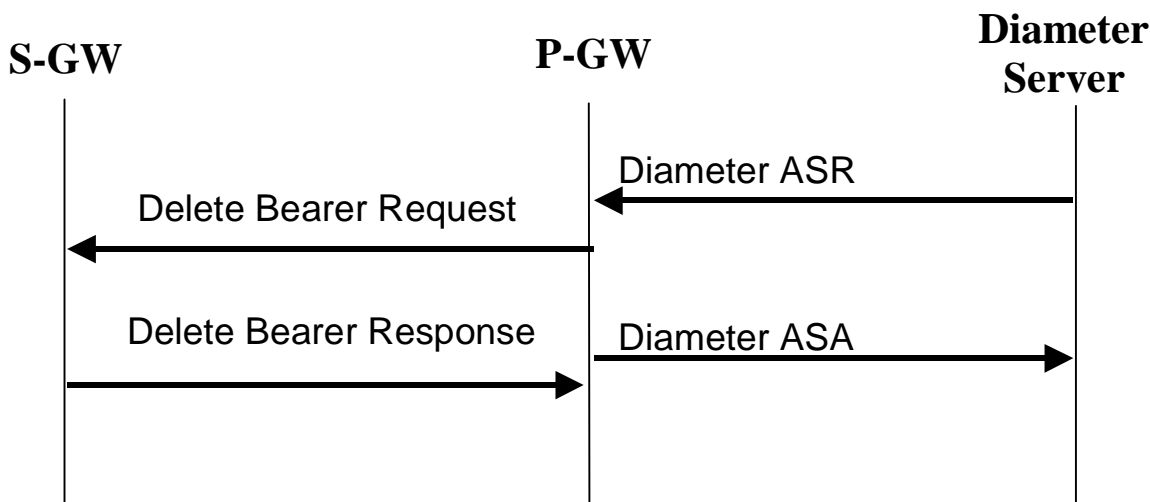 S-GW
P-GW
Diameter
Server
Diameter ASR
Delete Bearer Request
Delete Bearer Response
Diameter ASA